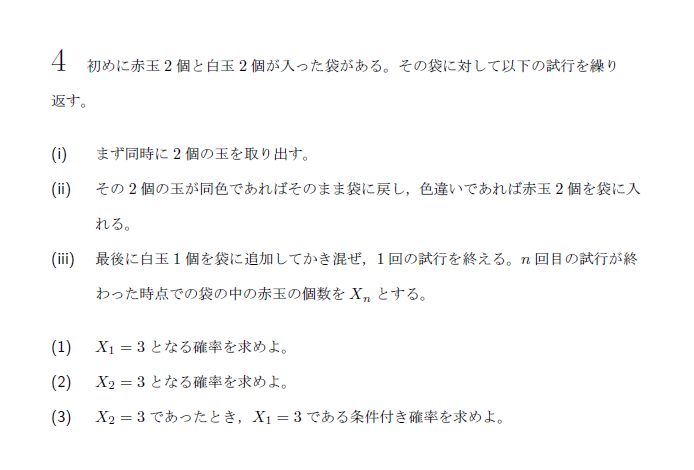 4 初めに赤玉 2 個と白玉 2 個が入った袋がある。その袋に対して以下の試行を繰り
返す。
(i) まず同時に 2 個の玉を取り出す。
(ii) その 2 個の玉が同色であればそのまま袋に戻し，色違いであれば赤玉 2 個を袋に入
れる。
(iii) 最後に白玉 1 個を袋に追加してかき混ぜ，1 回の試行を終える。n 回目の試行が終
わった時点での袋の中の赤玉の個数を Xₙ とする。
(1) X₁ = 3 となる確率を求めよ。
(2) X₂ = 3 となる確率を求めよ。
(3) X₂ = 3 であったとき，X₁ = 3 である条件付き確率を求めよ。